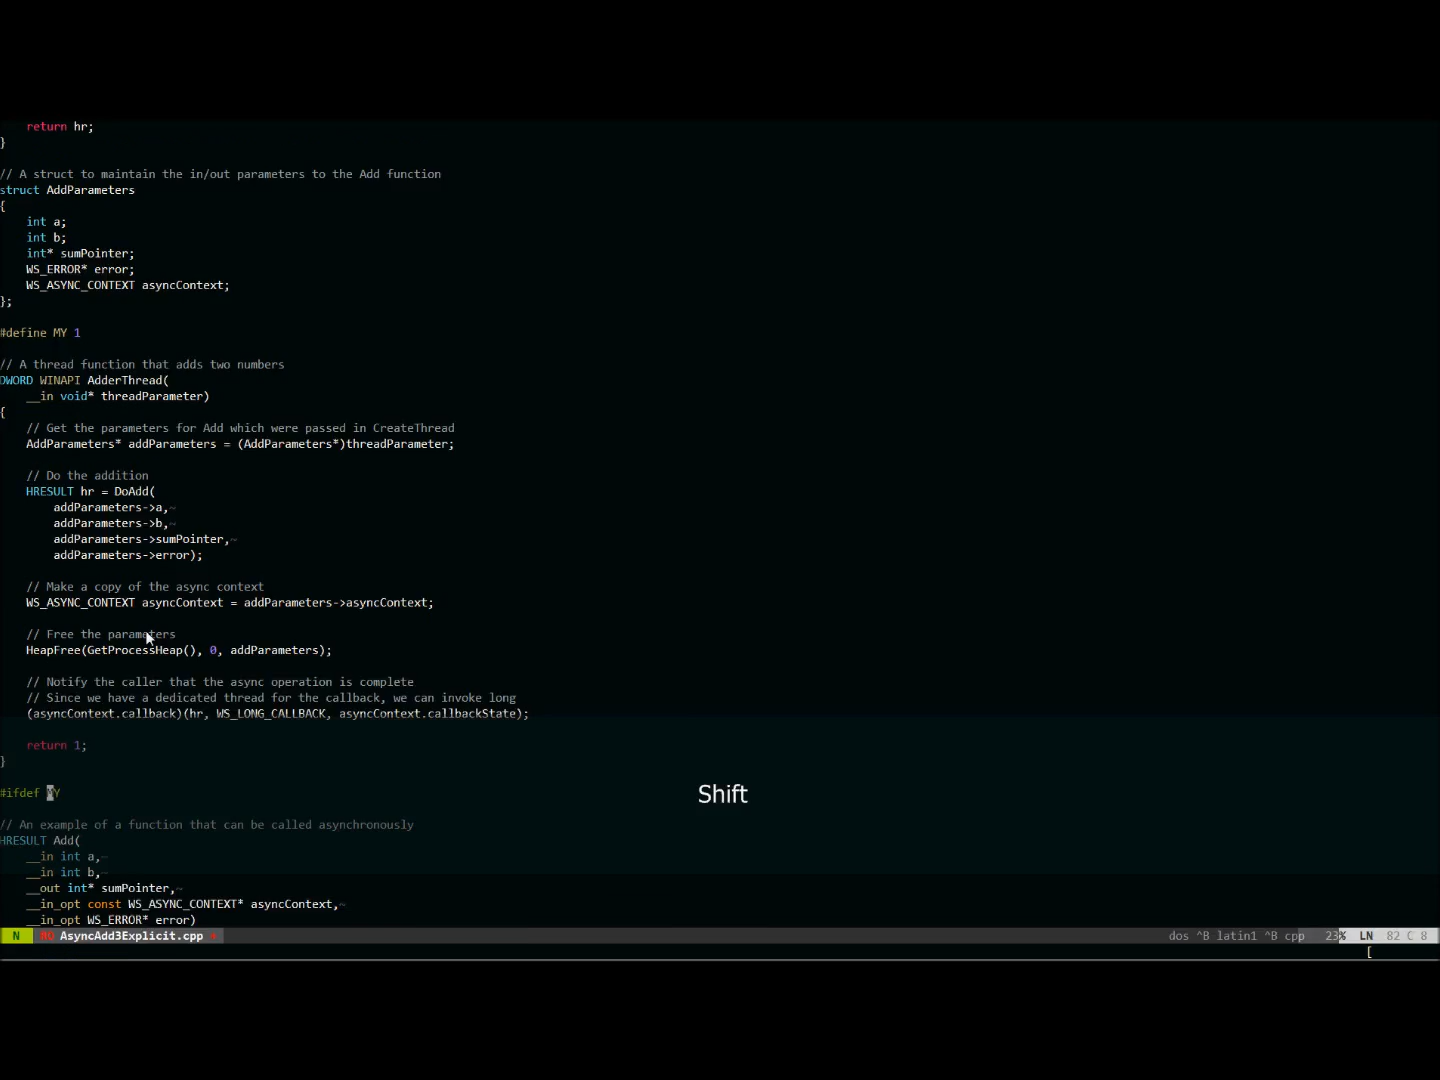 return hr;
}
// A struct to maintain the in/out parameters to the Add function
struct AddParameters
{
    int a;
    int b;
    int* sumPointer;
    WS_ERROR* error;
    WS_ASYNC_CONTEXT asyncContext;
};
#define MY 1
// A thread function that adds two numbers
DWORD WINAPI AdderThread(
    __in void* threadParameter)
{
    // Get the parameters for Add which were passed in CreateThread
    AddParameters* addParameters = (AddParameters*)threadParameter;
    // Do the addition
    HRESULT hr = DoAdd(
        addParameters->a,~
        addParameters->b,~
        addParameters->sumPointer,~
        addParameters->error);
    // Make a copy of the async context
    WS_ASYNC_CONTEXT asyncContext = addParameters->asyncContext;
    // Free the parameters
    HeapFree(GetProcessHeap(), 0, addParameters);
    // Notify the caller that the async operation is complete
    // Since we have a dedicated thread for the callback, we can invoke long
    (asyncContext.callback)(hr, WS_LONG_CALLBACK, asyncContext.callbackState);
    return 1;
}
#ifdef MY
Shift
// An example of a function that can be called asynchronously
HRESULT Add(
    __in int a,~
    __in int b,~
    __out int* sumPointer,~
    __in_opt const WS_ASYNC_CONTEXT* asyncContext,~
    __in_opt WS_ERROR* error)
N AsyncAdd3Explicit.cpp dos ^B latin1 ^B cpp 23% LN 82 C 8
[